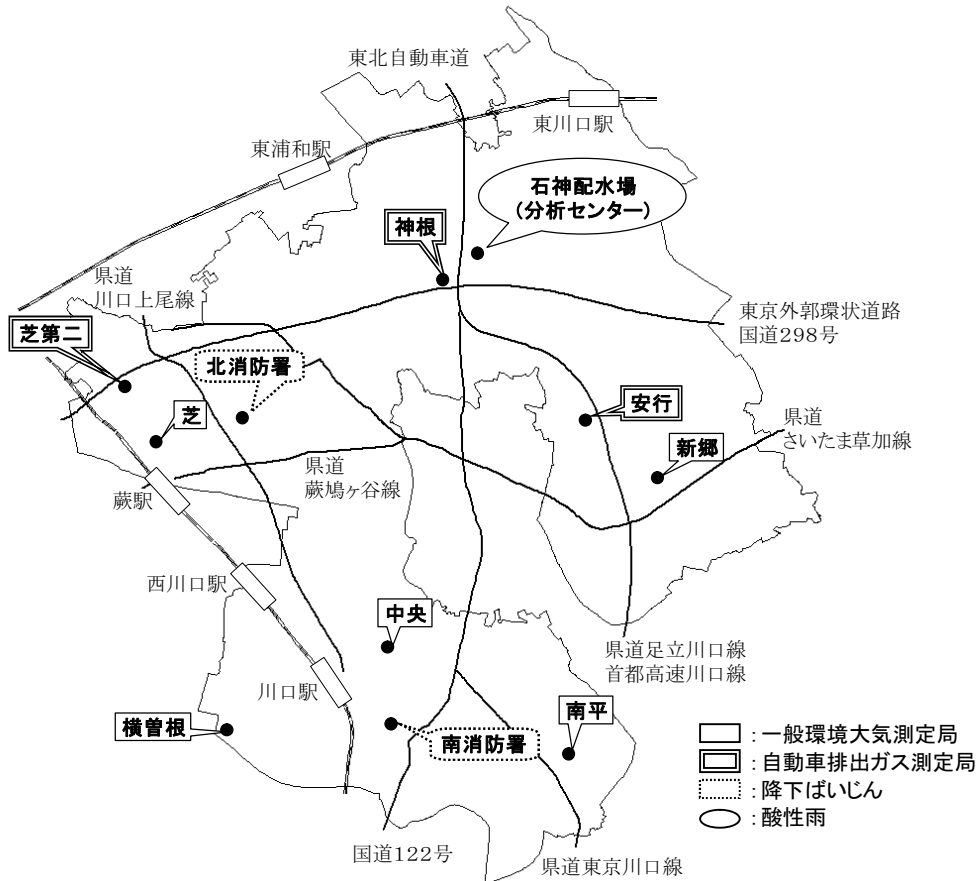 東北自動車道
東川口駅
東浦和駅
石神配水場
（分析センター）
神根
県道
川口上尾線
東京外郭環状道路
国道298号
芝第二
北消防署
安行
県道
さいたま草加線
芝
新郷
県道
蕨鳩ヶ谷線
蕨駅
西川口駅
中央
県道足立川口線
首都高速川口線
川口駅
南平
横曽根
南消防署
□：一般環境大気測定局
：自動車排出ガス測定局
：降下ばいじん
：酸性雨
国道122号
県道東京川口線